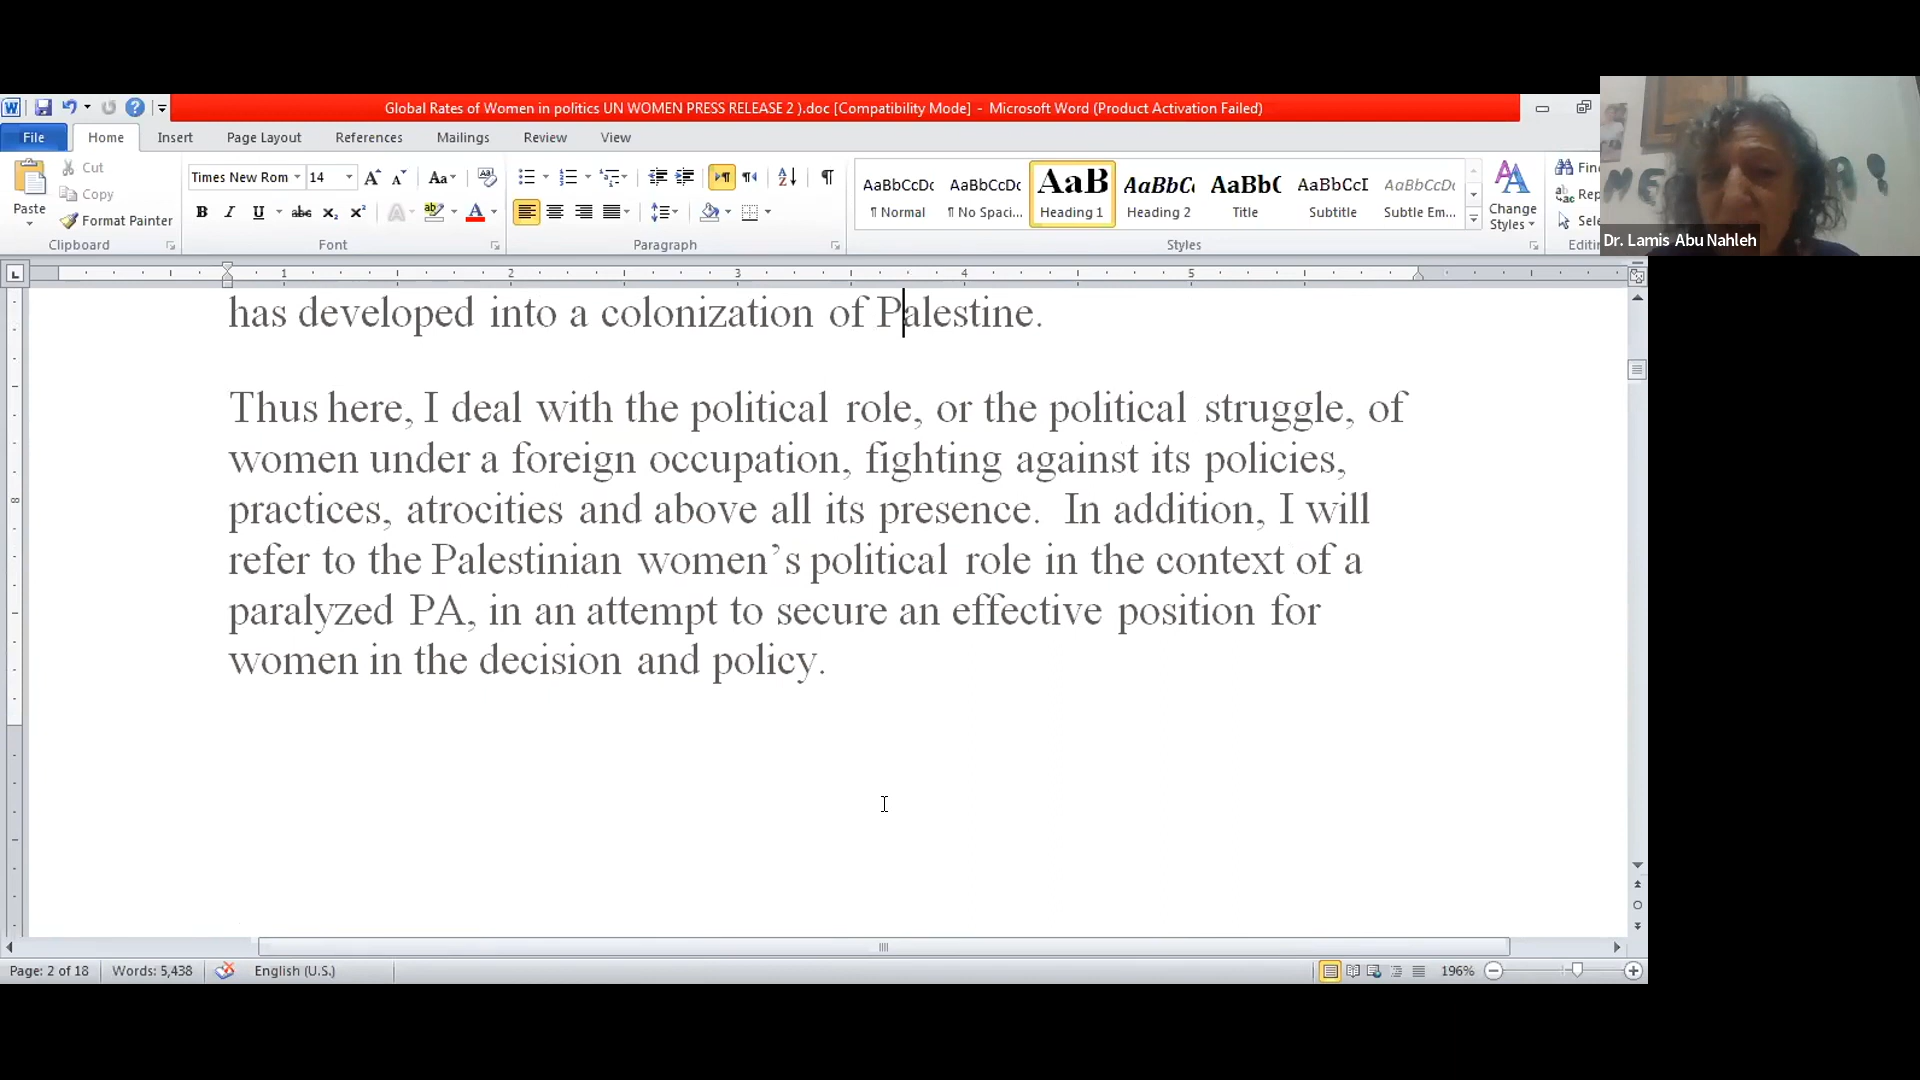 Global Rates of Women in politics UN WOMEN PRESS RELEASE 2 ).doc [Compatibility Mode] - Microsoft Word (Product Activation Failed)
File Home Insert Page Layout References Mailings Review View
Paste
Cut
Copy
Format Painter
Clipboard
Times New Rom 14
Font
Paragraph
AaBbCcDc AaBbCcDc AaB AaBbC AaBb( AaBbCcI AaBbCcDc
¶ Normal ¶ No Spaci... Heading 1 Heading 2 Title Subtitle Subtle Em...
Change
Styles
Styles
Dr. Lamis Abu Nahleh
1 2 3 4 5
has developed into a colonization of Palestine.
Thus here, I deal with the political role, or the political struggle, of
women under a foreign occupation, fighting against its policies,
practices, atrocities and above all its presence. In addition, I will
refer to the Palestinian women’s political role in the context of a
paralyzed PA, in an attempt to secure an effective position for
women in the decision and policy.
Page: 2 of 18 Words: 5,438 English (U.S.) 196%